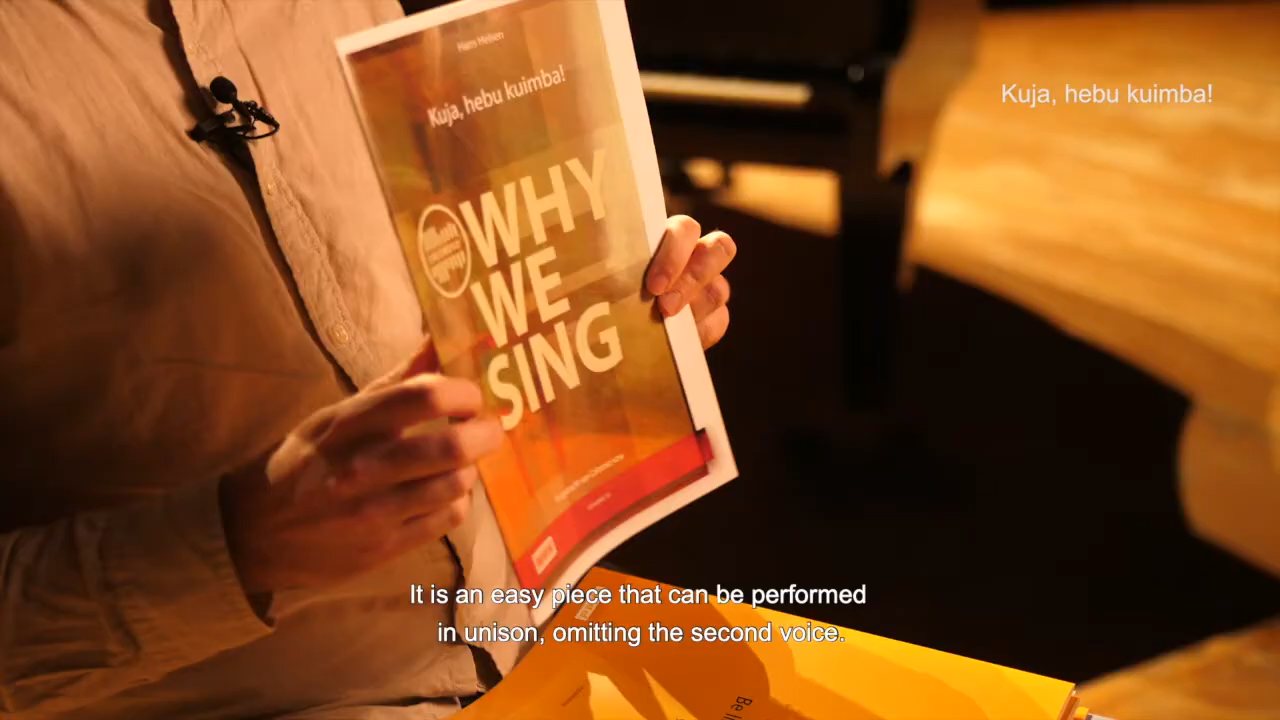 Kuja, hebu kuimba!
Kuja, hebu kuimba!
WHY
WE
SING
It is an easy piece that can be performed
in unison, omitting the second voice.